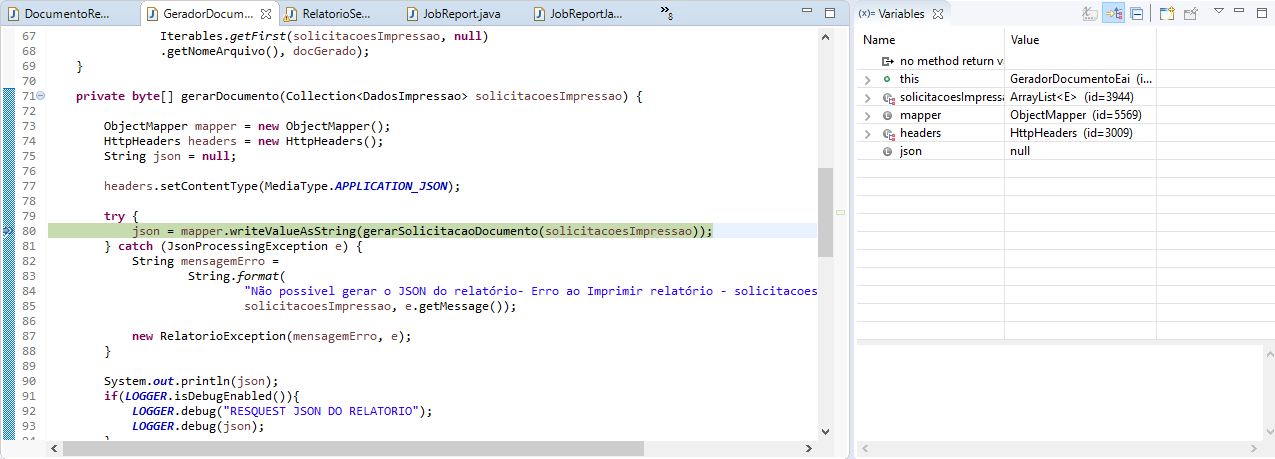 DocumentoRe...
GeradorDocum...
RelatorioSe...
JobReport.java
JobReportJa...
»8
67 Iterables.getFirst(solicitacoesImpressao, null)
68 .getNomeArquivo(), docGerado);
69 }
70
71 private byte[] gerarDocumento(Collection<DadosImpressao> solicitacoesImpressao) {
72
73 ObjectMapper mapper = new ObjectMapper();
74 HttpHeaders headers = new HttpHeaders();
75 String json = null;
76
77 headers.setContentType(MediaType.APPLICATION_JSON);
78
79 try {
80 json = mapper.writeValueAsString(gerarSolicitacaoDocumento(solicitacoesImpressao));
81 } catch (JsonProcessingException e) {
82 String mensagemErro =
83 String.format(
84 "Não possivel gerar o JSON do relatório- Erro ao Imprimir relatório - solicitacoes
85 solicitacoesImpressao, e.getMessage());
86
87 new RelatorioException(mensagemErro, e);
88 }
89
90 System.out.println(json);
91 if(LOGGER.isDebugEnabled()){
92 LOGGER.debug("RESQUEST JSON DO RELATORIO");
93 LOGGER.debug(json);
94 }
(x)= Variables
Name Value
no method return va
this GeradorDocumentoEai (i...
solicitacoesImpressa ArrayList<E> (id=3944)
mapper ObjectMapper (id=5569)
headers HttpHeaders (id=3009)
json null